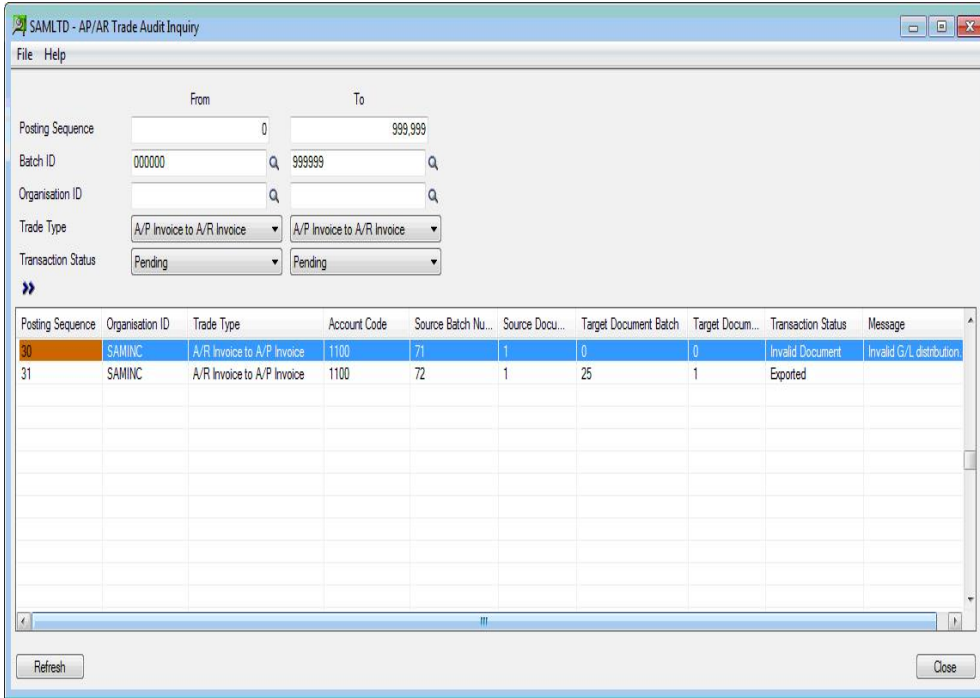 SAMLTD - AP/AR Trade Audit Inquiry
File Help
From To
Posting Sequence 0 999,999
Batch ID 000000 999999
Organisation ID
Trade Type A/P Invoice to A/R Invoice A/P Invoice to A/R Invoice
Transaction Status Pending Pending
Posting Sequence Organisation ID Trade Type Account Code Source Batch Nu... Source Docu... Target Document Batch Target Docum... Transaction Status Message
30 SAMINC A/R Invoice to A/P Invoice 1100 71 1 0 0 Invalid Document Invalid G/L distribution.
31 SAMINC A/R Invoice to A/P Invoice 1100 72 1 25 1 Exported
Refresh Close